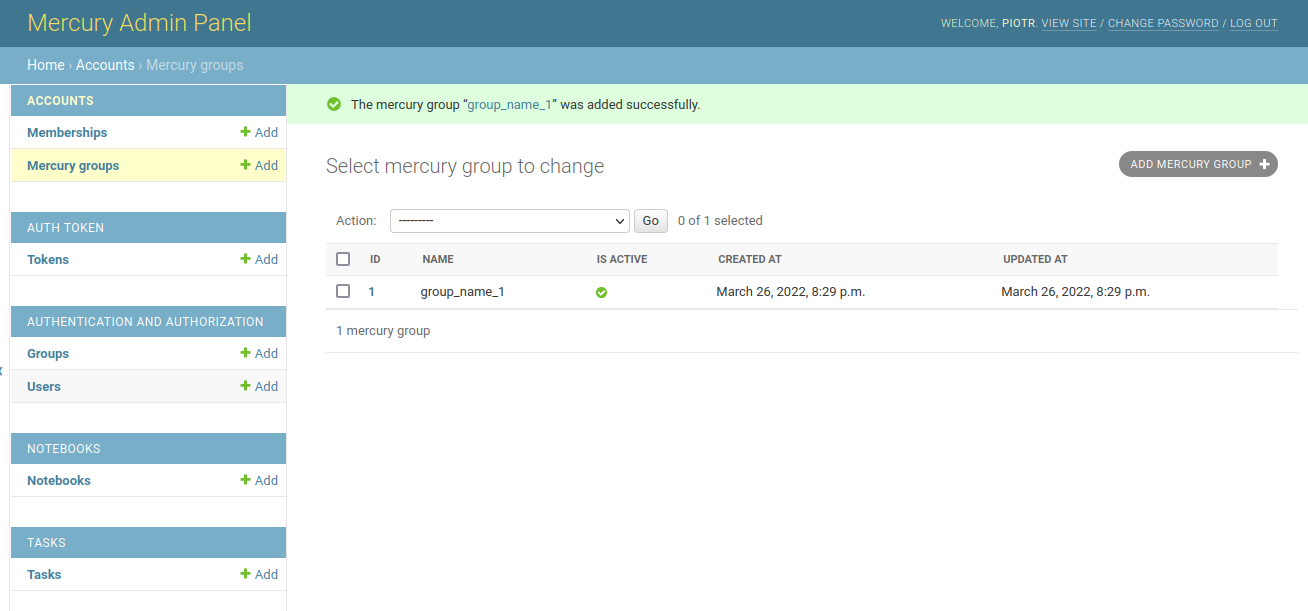 Mercury Admin Panel
WELCOME, PIOTR. VIEW SITE / CHANGE PASSWORD / LOG OUT
Home › Accounts › Mercury groups
ACCOUNTS
Memberships + Add
Mercury groups + Add
AUTH TOKEN
Tokens + Add
AUTHENTICATION AND AUTHORIZATION
Groups + Add
Users + Add
NOTEBOOKS
Notebooks + Add
TASKS
Tasks + Add
The mercury group “group_name_1” was added successfully.
Select mercury group to change
ADD MERCURY GROUP +
Action: --------- Go 0 of 1 selected
ID NAME IS ACTIVE CREATED AT UPDATED AT
1 group_name_1 March 26, 2022, 8:29 p.m. March 26, 2022, 8:29 p.m.
1 mercury group